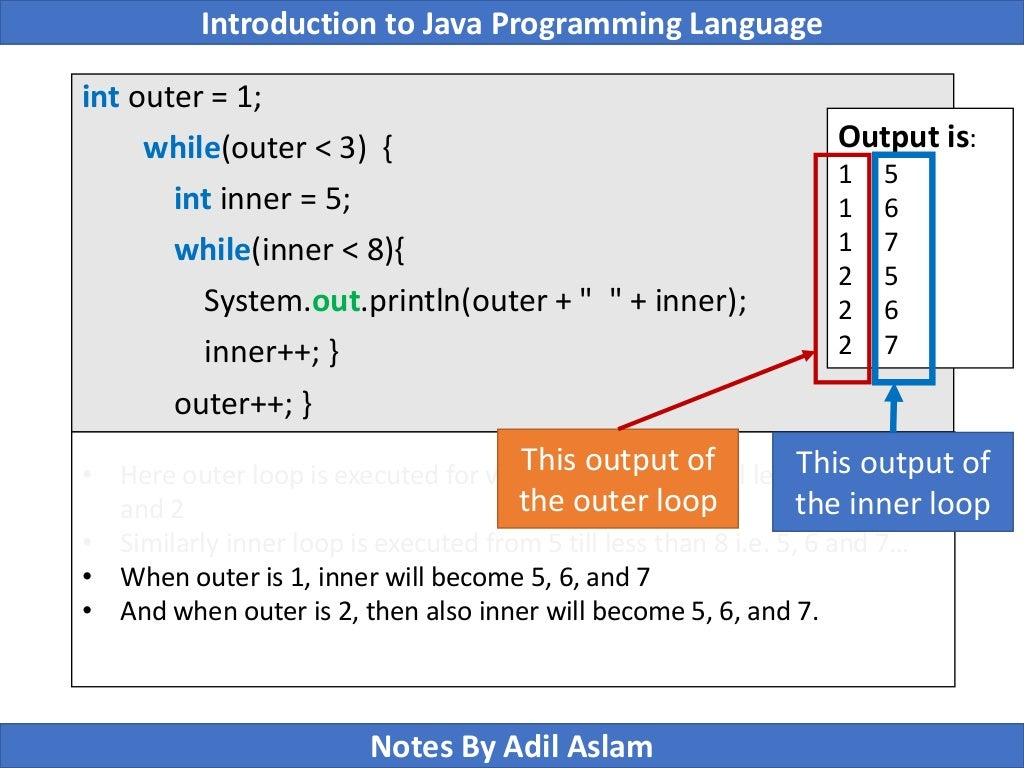 Introduction to Java Programming Language
int outer = 1;
while(outer < 3)  {
int inner = 5;
while(inner < 8){
System.out.println(outer + "  " + inner);
inner++; }
outer++; }
Output is:
1 5
1 6
1 7
2 5
2 6
2 7
This output of
the outer loop
This output of
the inner loop
• Here outer loop is executed for
and 2
• Similarly inner loop is executed from 5 till less than 8 i.e. 5, 6 and 7…
• When outer is 1, inner will become 5, 6, and 7
• And when outer is 2, then also inner will become 5, 6, and 7.
Notes By Adil Aslam